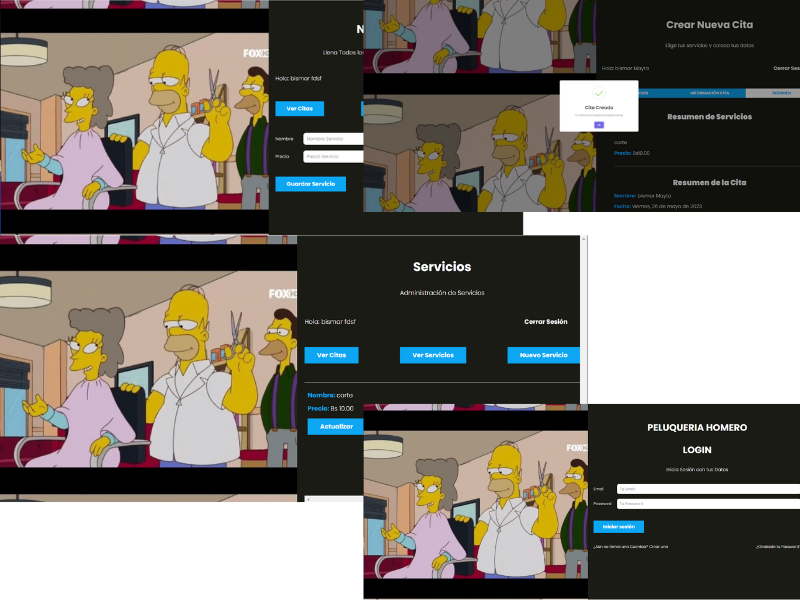 FOX
N
Llena Todos los
Hola: bismar fdsf
Ver Citas
Nombre
Nombre Servicio
Precio
Precio Servicio
Guardar Servicio
Crear Nueva Cita
Elige tus servicios y coloca tus datos
Hola: bismar Mayta
Cerrar Ses
INFORMACIÓN CITA
RESUMEN
Cita Creada
Resumen de Servicios
corte
Precio: Bs10.00
Resumen de la Cita
Nombre: bismar Mayta
Fecha: viernes, 26 de mayo de 2023
FOX
Servicios
Administración de Servicios
Hola: bismar fdsf
Cerrar Sesión
Ver Citas
Ver Servicios
Nuevo Servicio
Nombre: corte
Precio: Bs 10.00
Actualizar
FOX
PELUQUERIA HOMERO
LOGIN
Inicia Sesión con tus Datos
Email
Tu Email
Password
Tu Password
Iniciar sesión
¿Aún no tienes una Cuenta? Crear una
¿Olvidaste tu Password?